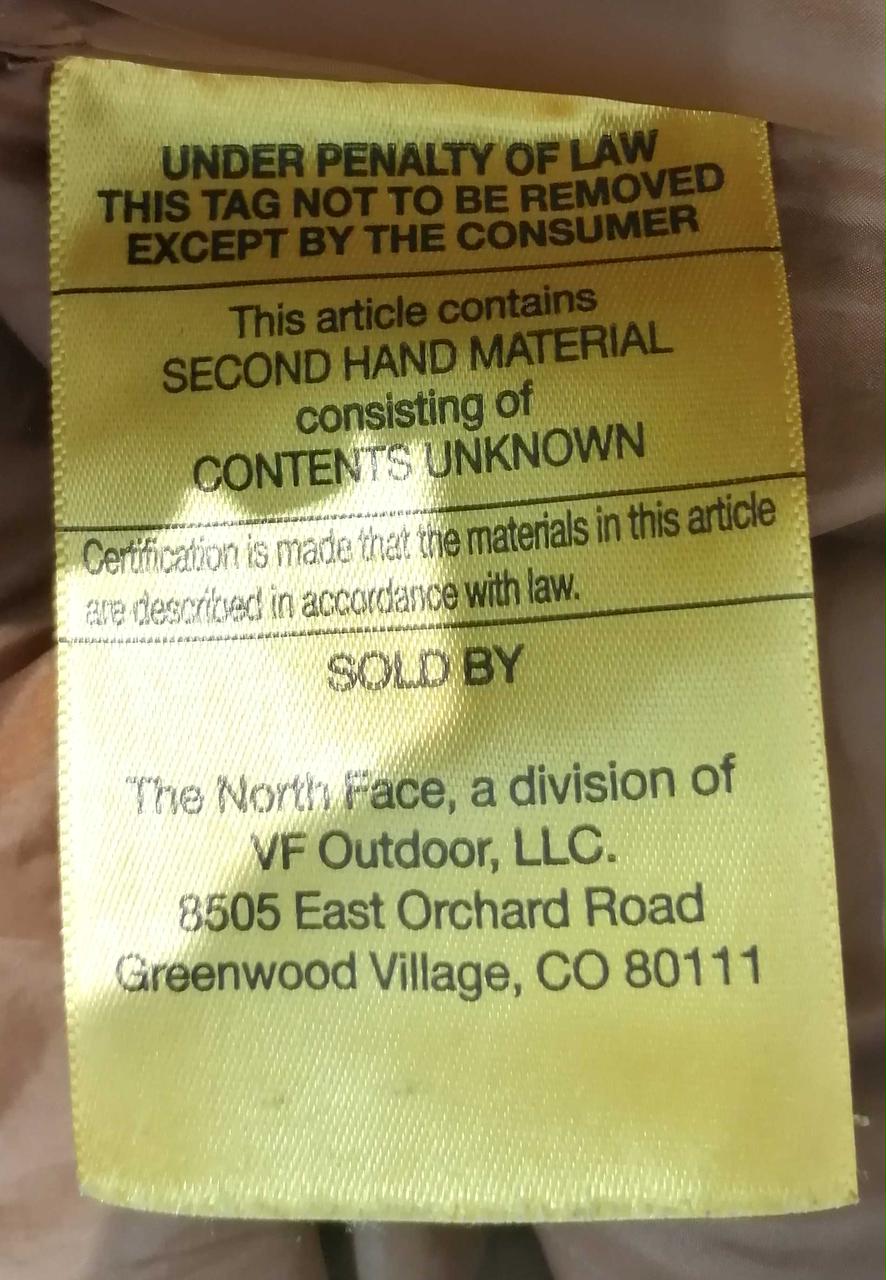 UNDER PENALTY OF LAW
THIS TAG NOT TO BE REMOVED
EXCEPT BY THE CONSUMER
This article contains
SECOND HAND MATERIAL
consisting of
CONTENTS UNKNOWN
Certification is made that the materials in this article
are described in accordance with law.
SOLD BY
The North Face, a division of
VF Outdoor, LLC.
8505 East Orchard Road
Greenwood Village, CO 80111